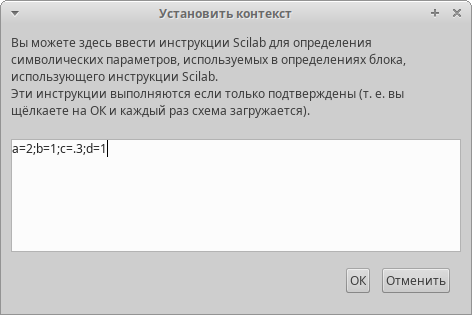 Установить контекст
Вы можете здесь ввести инструкции Scilab для определения
символических параметров, используемых в определениях блока,
использующего инструкции Scilab.
Эти инструкции выполняются если только подтверждены (т. е. вы
щёлкаете на ОК и каждый раз схема загружается).
a=2;b=1;c=.3;d=1
ОК Отменить